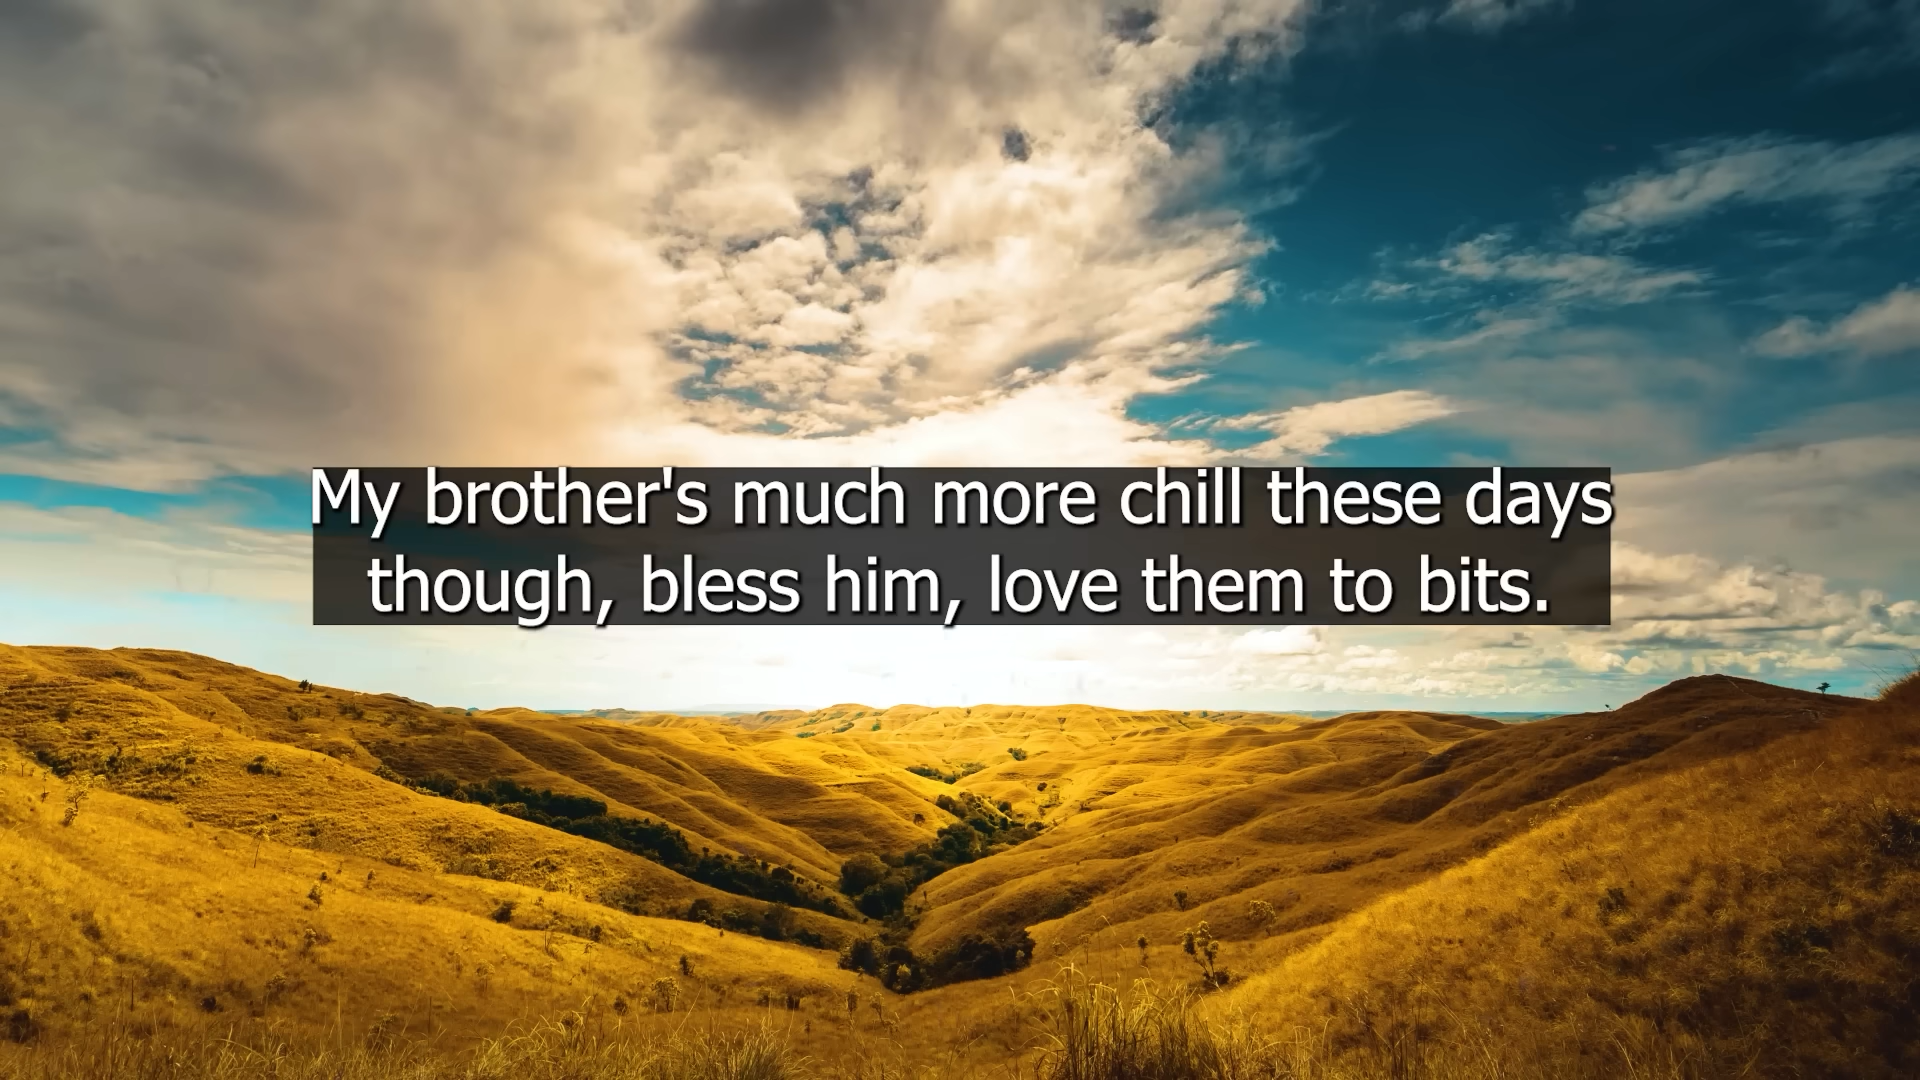 My brother's much more chill these days
though, bless him, love them to bits.